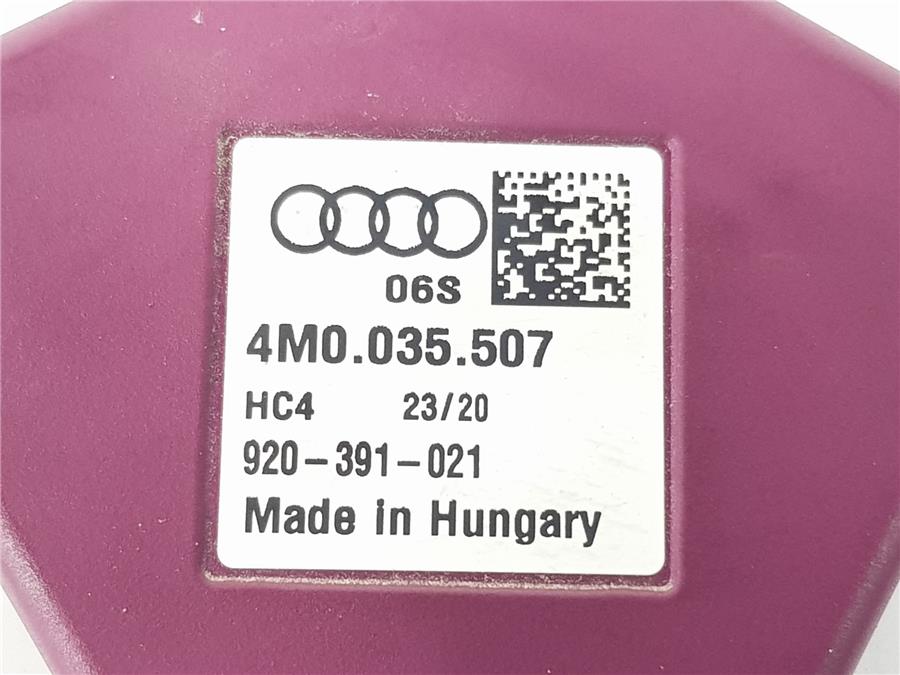 06S
4M0.035.507
HC4 23/20
920-391-021
Made in Hungary